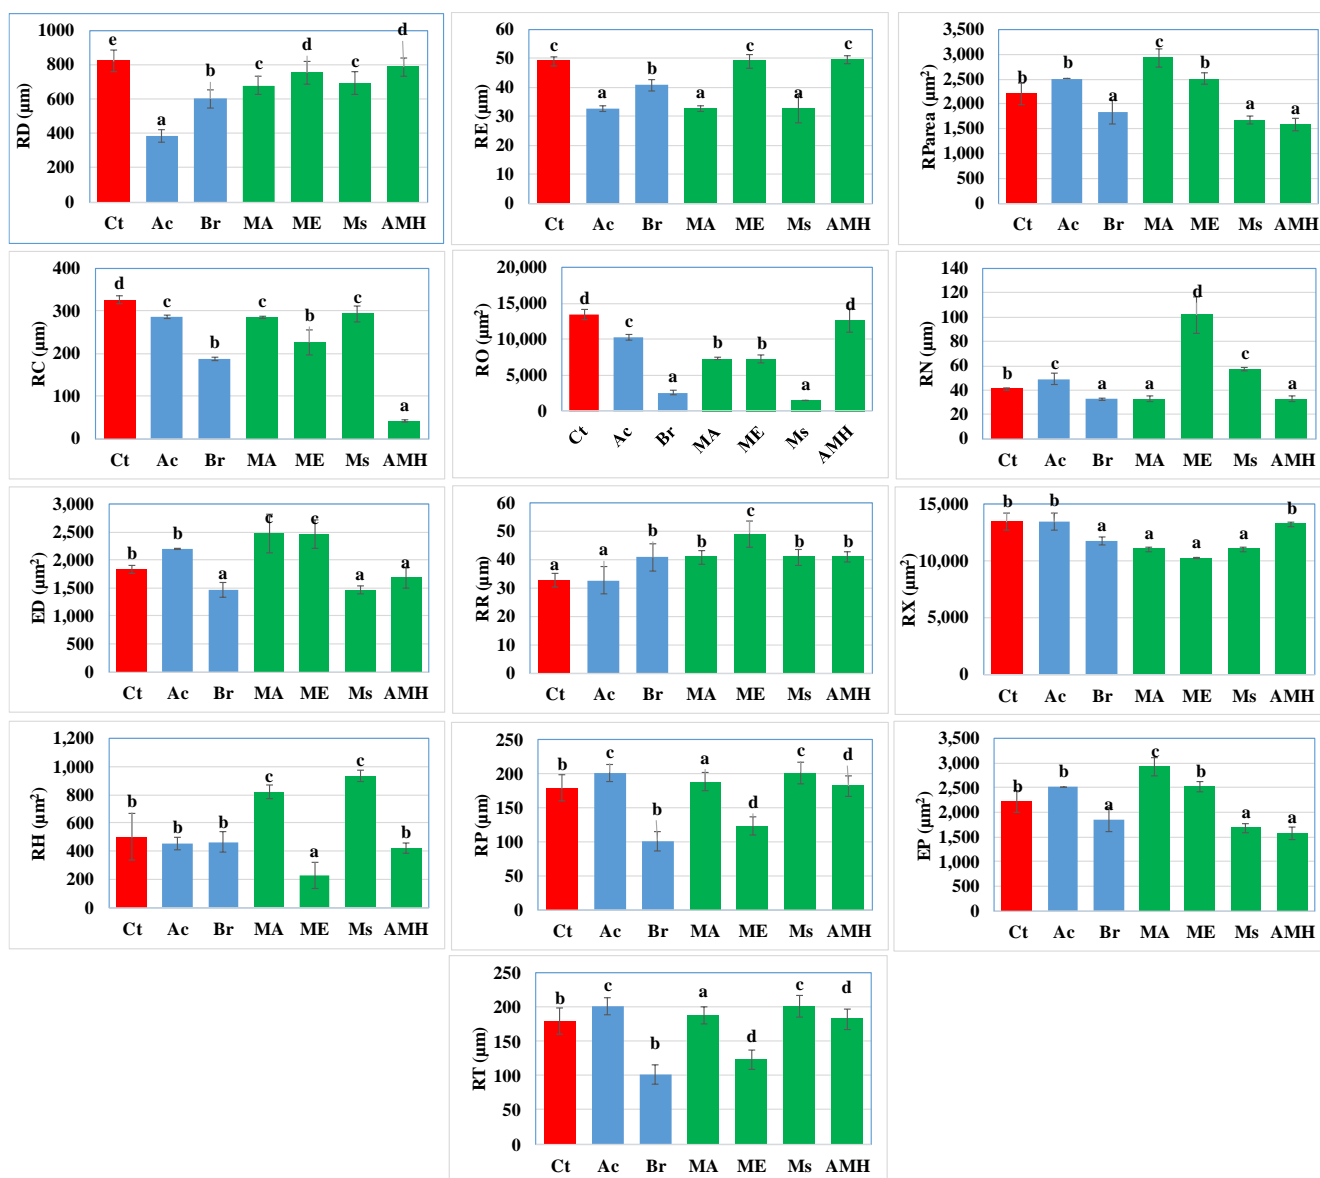 RD (µm)
1000
800
600
400
200
0
e
a
b
c
d
c
d
Ct Ac Br MA ME Ms AMH
RE (µm)
60
50
40
30
20
10
0
c
a
b
a
c
a
c
Ct Ac Br MA ME Ms AMH
RParea (µm²)
3,500
3,000
2,500
2,000
1,500
1,000
500
0
b
b
a
c
b
a
a
Ct Ac Br MA ME Ms AMH
RC (µm)
400
300
200
100
0
d
c
b
c
b
c
a
Ct Ac Br MA ME Ms AMH
RO (µm²)
20,000
15,000
10,000
5,000
0
d
c
a
b
b
a
d
Ct Ac Br MA ME Ms AMH
RN (µm)
140
120
100
80
60
40
20
0
b
c
a
a
d
c
a
Ct Ac Br MA ME Ms AMH
ED (µm²)
3,000
2,500
2,000
1,500
1,000
500
0
b
b
a
c
c
a
a
Ct Ac Br MA ME Ms AMH
RR (µm)
60
50
40
30
20
10
0
a
a
b
b
c
b
b
Ct Ac Br MA ME Ms AMH
RX (µm²)
15,000
10,000
5,000
0
b
b
a
a
a
a
b
Ct Ac Br MA ME Ms AMH
RH (µm²)
1,200
1,000
800
600
400
200
0
b
b
b
c
a
c
b
Ct Ac Br MA ME Ms AMH
RP (µm)
250
200
150
100
50
0
b
c
b
a
d
c
d
Ct Ac Br MA ME Ms AMH
EP (µm²)
3,500
3,000
2,500
2,000
1,500
1,000
500
0
b
b
a
c
b
a
a
Ct Ac Br MA ME Ms AMH
RT (µm)
250
200
150
100
50
0
b
c
b
a
d
c
d
Ct Ac Br MA ME Ms AMH